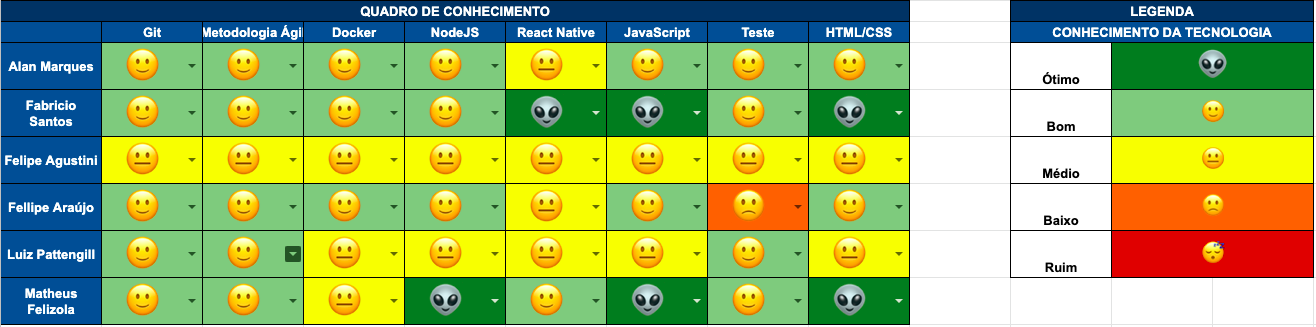 QUADRO DE CONHECIMENTO
LEGENDA
Git Metodologia Ági Docker NodeJS React Native JavaScript Teste HTML/CSS
CONHECIMENTO DA TECNOLOGIA
Alan Marques
Ótimo
Fabricio
Santos
Bom
Felipe Agustini
Médio
Fellipe Araújo
Baixo
Luiz Pattengill
Ruim
Matheus
Felizola